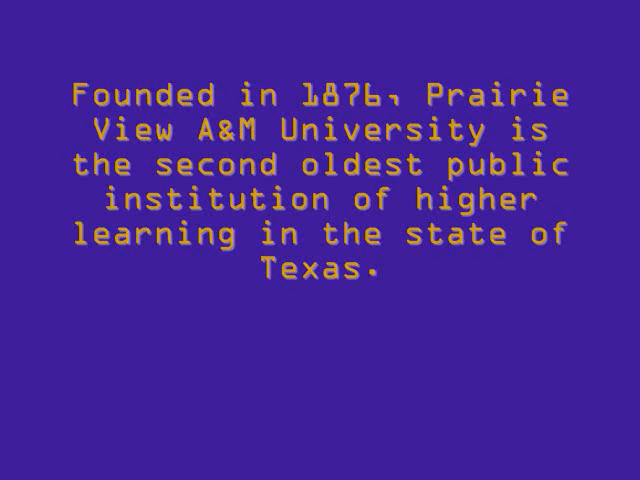 Founded in 1876, Prairie
View A&M University is
the second oldest public
institution of higher
learning in the state of
Texas.